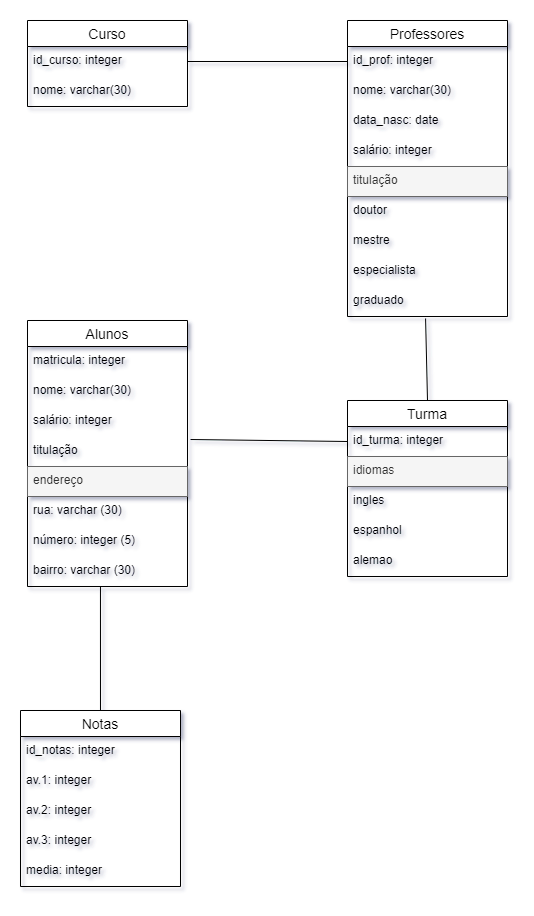 Curso
id_curso: integer
nome: varchar(30)
Professores
id_prof: integer
nome: varchar(30)
data_nasc: date
salário: integer
titulação
doutor
mestre
especialista
graduado
Alunos
matricula: integer
nome: varchar(30)
salário: integer
titulação
endereço
rua: varchar (30)
número: integer (5)
bairro: varchar (30)
Turma
id_turma: integer
idiomas
ingles
espanhol
alemao
Notas
id_notas: integer
av.1: integer
av.2: integer
av.3: integer
media: integer